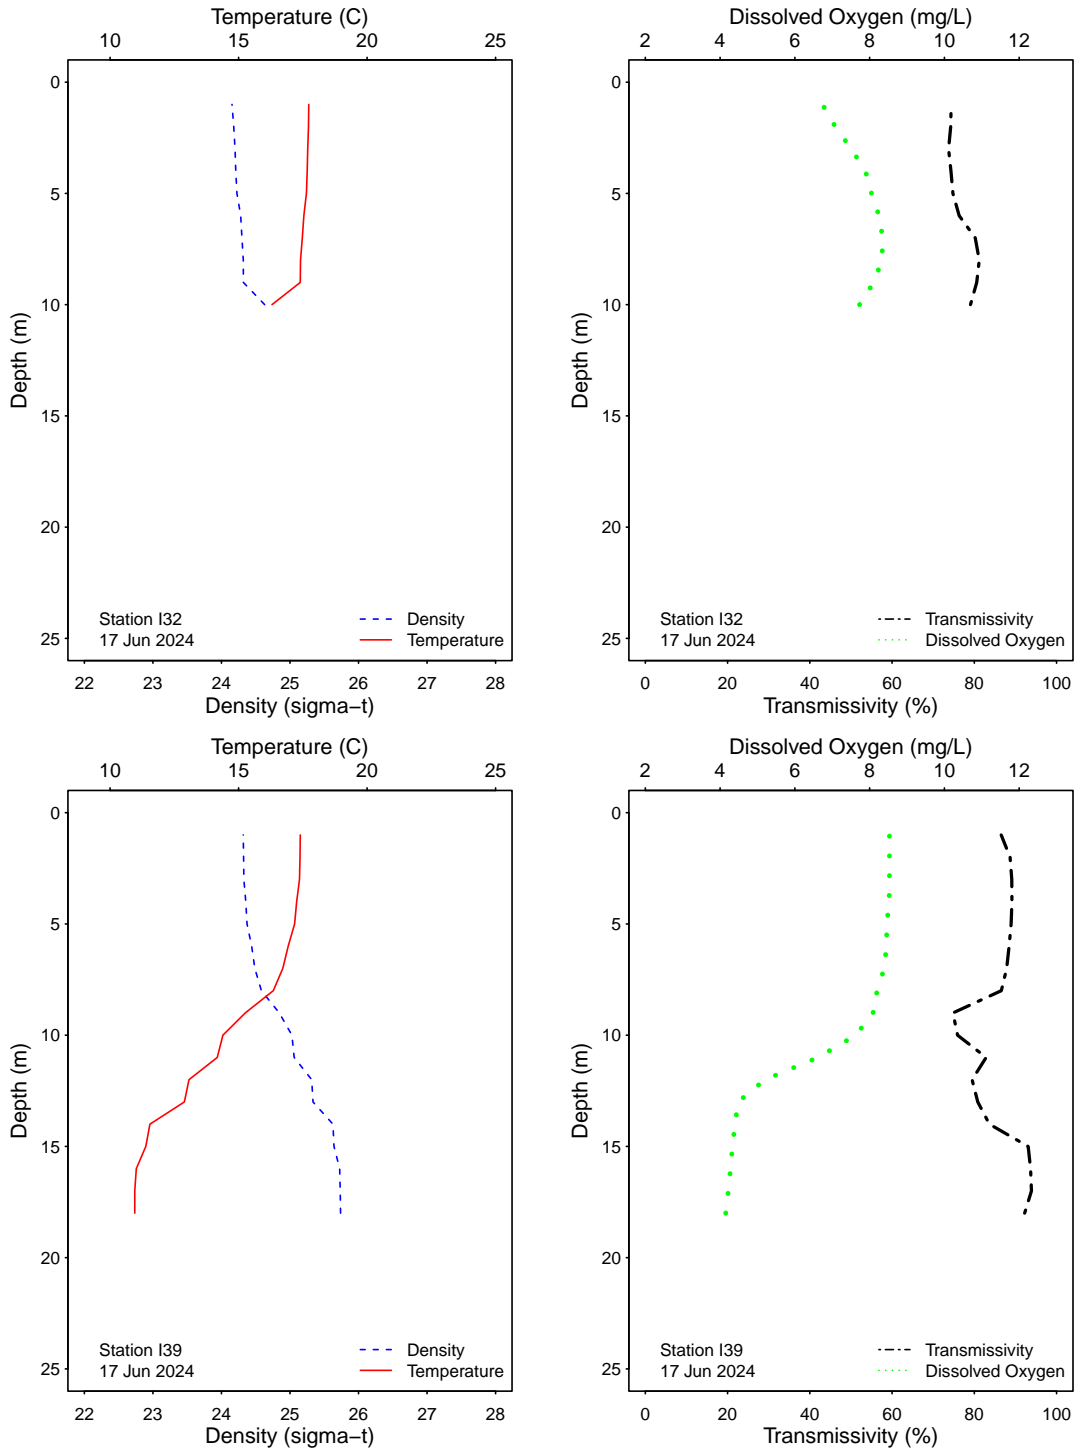 Temperature (C)
10 15 20 25
0
5
10
15
20
25
Depth (m)
Station I32
17 Jun 2024
Density
Temperature
22 23 24 25 26 27 28
Density (sigma−t)
Dissolved Oxygen (mg/L)
2 4 6 8 10 12
0
5
10
15
20
25
Depth (m)
Station I32
17 Jun 2024
Transmissivity
Dissolved Oxygen
0 20 40 60 80 100
Transmissivity (%)
Temperature (C)
10 15 20 25
0
5
10
15
20
25
Depth (m)
Station I39
17 Jun 2024
Density
Temperature
22 23 24 25 26 27 28
Density (sigma−t)
Dissolved Oxygen (mg/L)
2 4 6 8 10 12
0
5
10
15
20
25
Depth (m)
Station I39
17 Jun 2024
Transmissivity
Dissolved Oxygen
0 20 40 60 80 100
Transmissivity (%)